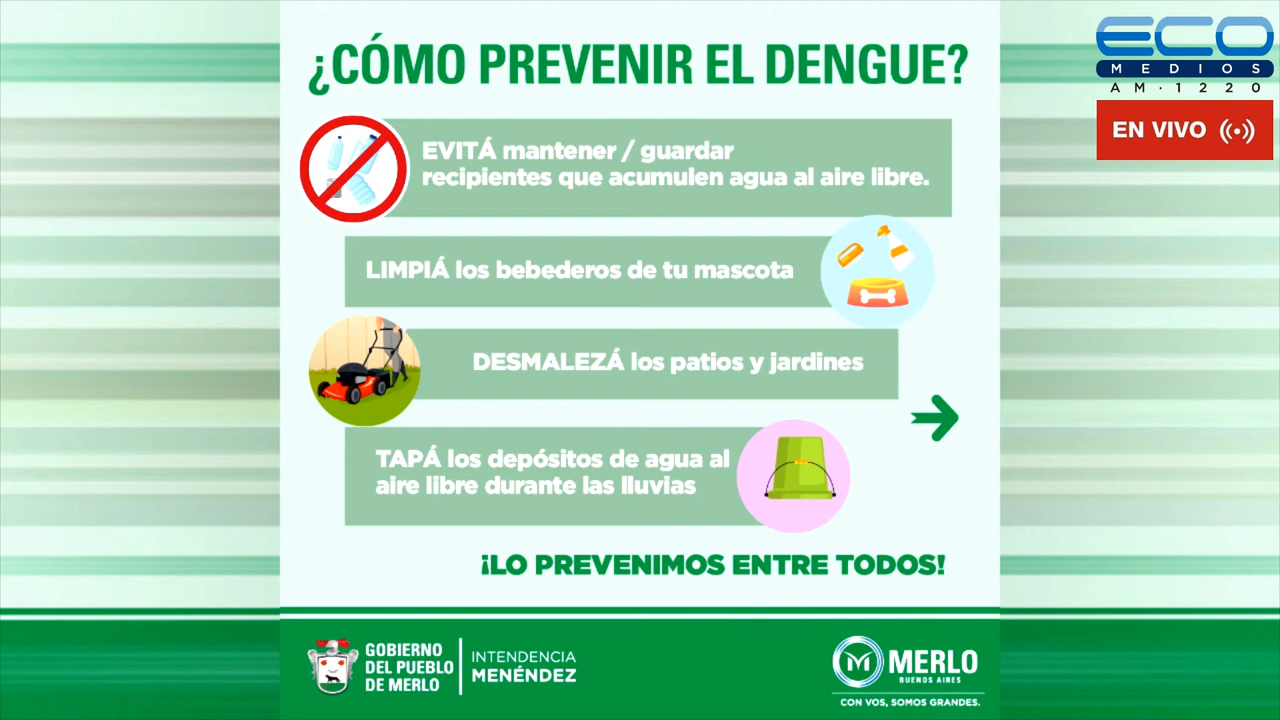 ¿CÓMO PREVENIR EL DENGUE?
ECO
MEDIOS
AM·1220
EN VIVO
EVITÁ mantener / guardar
recipientes que acumulen agua al aire libre.
LIMPIÁ los bebederos de tu mascota
DESMALEZÁ los patios y jardines
TAPÁ los depósitos de agua al
aire libre durante las lluvias
¡LO PREVENIMOS ENTRE TODOS!
GOBIERNO
DEL PUEBLO
DE MERLO
INTENDENCIA
MENÉNDEZ
MERLO
BUENOS AIRES
CON VOS, SOMOS GRANDES.